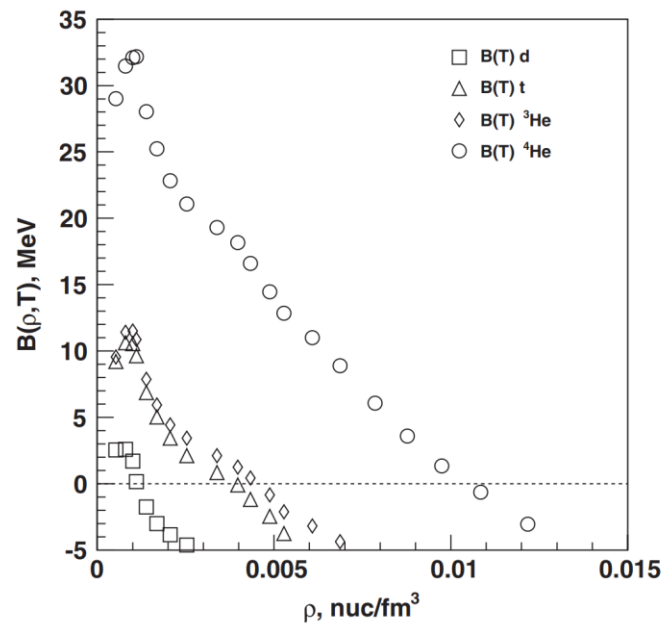 35
30
25
20
15
10
5
0
-5
B(ρ,T), MeV
B(T) d
B(T) t
B(T) ³He
B(T) ⁴He
0 0.005 0.01 0.015
ρ, nuc/fm³